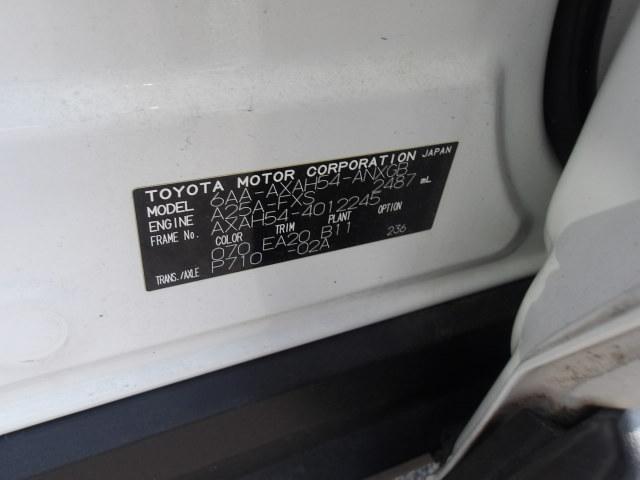 TOYOTA MOTOR CORPORATION JAPAN
MODEL 6AA-AXAH54-ANXGB
ENGINE A25A-FXS 2487 mL
FRAME No. AXAH54-4012245
COLOR TRIM PLANT OPTION
070 EA20 B11 236
TRANS./AXLE P710 -02A